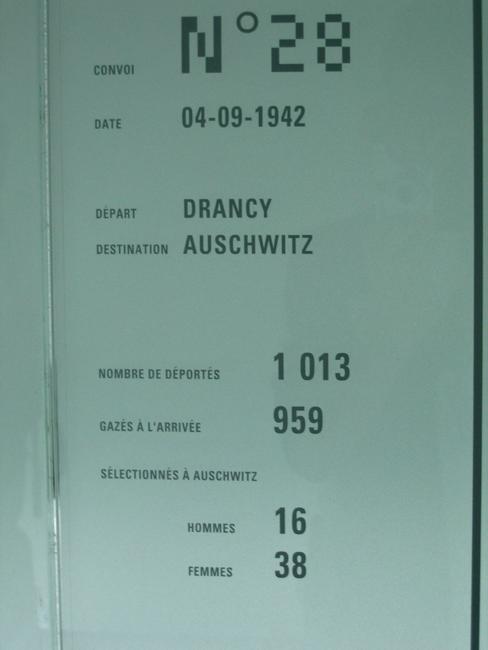 CONVOI N°28
DATE 04-09-1942
DÉPART DRANCY
DESTINATION AUSCHWITZ
NOMBRE DE DÉPORTÉS 1 013
GAZÉS À L'ARRIVÉE 959
SÉLECTIONNÉS À AUSCHWITZ
HOMMES 16
FEMMES 38